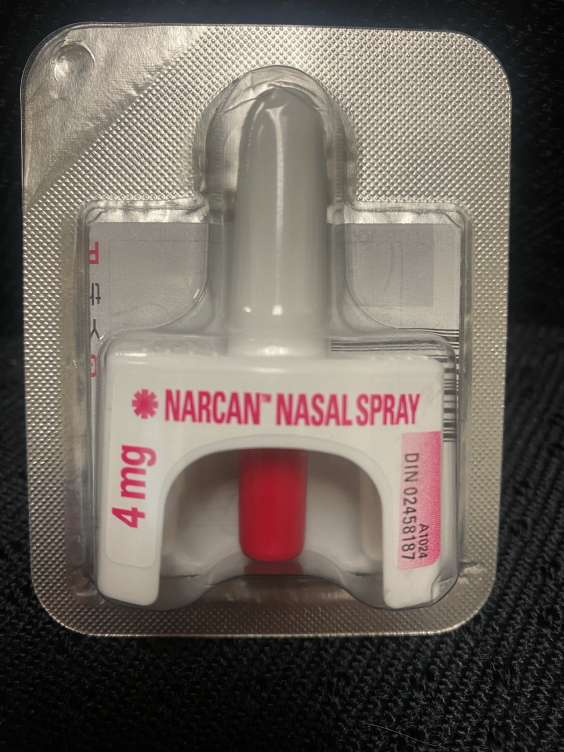 NARCAN™ NASAL SPRAY
4 mg
DIN 02458187
A1024